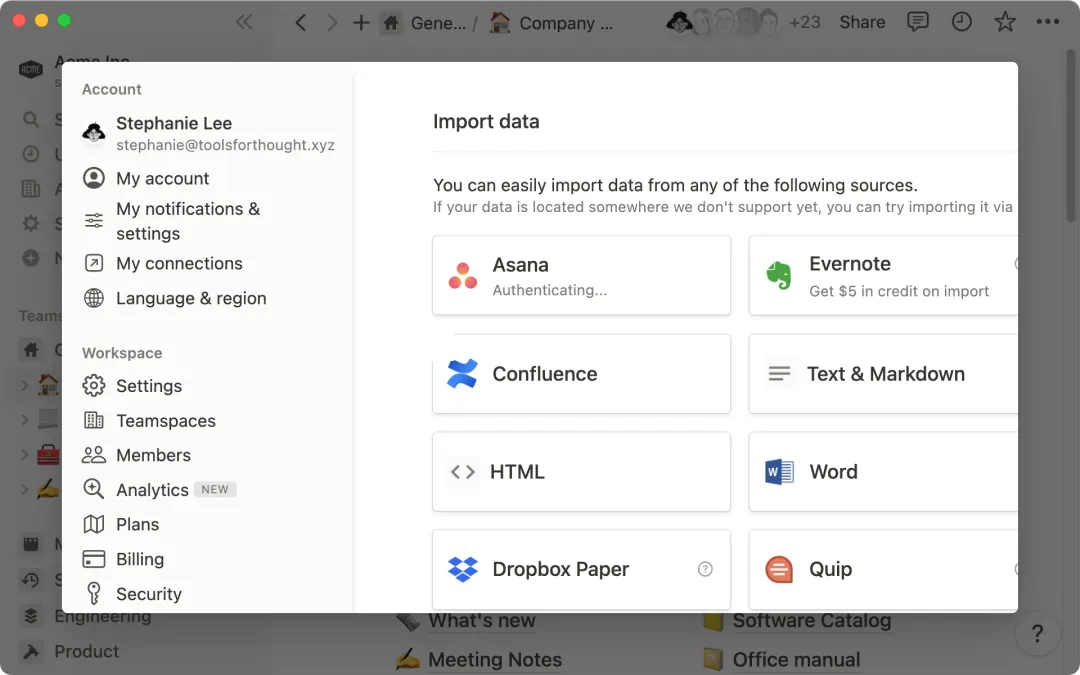 Gene... / Company ...
+23 Share
ACME
Acme Inc
Account
Stephanie Lee
stephanie@toolsforthought.xyz
My account
My notifications &
settings
My connections
Language & region
Workspace
Settings
Teamspaces
Members
Analytics NEW
Plans
Billing
Security
Import data
You can easily import data from any of the following sources.
If your data is located somewhere we don't support yet, you can try importing it via
Asana
Authenticating...
Evernote
Get $5 in credit on import
Confluence
Text & Markdown
HTML
W Word
Dropbox Paper ?
Quip
Teams
Engineering
Product
What's new
Software Catalog
Meeting Notes
Office manual
?